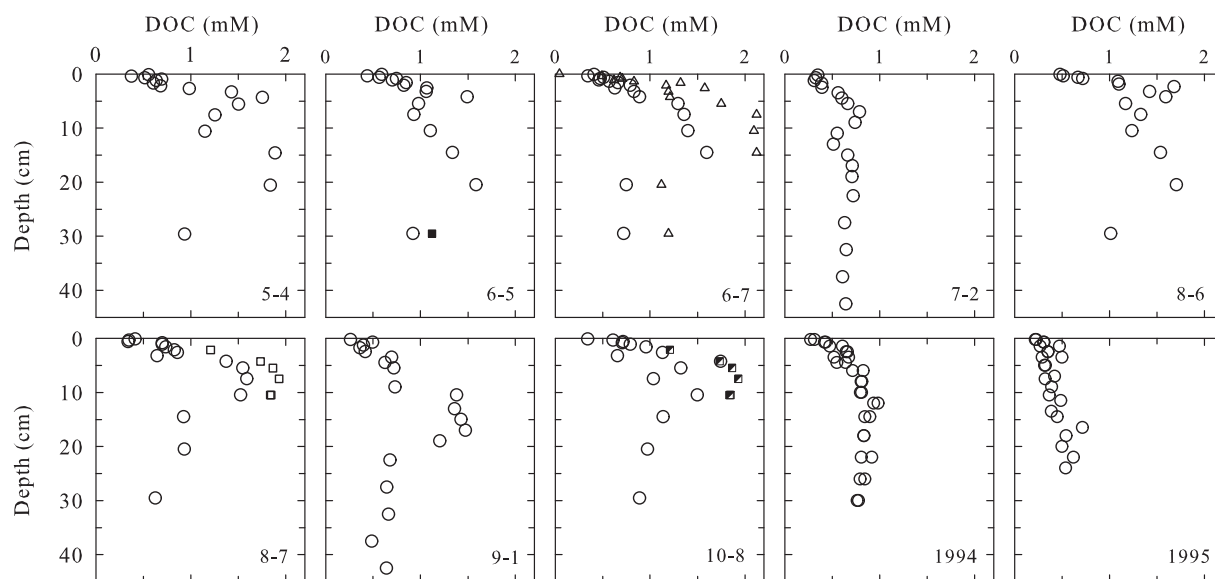 DOC (mM) DOC (mM) DOC (mM) DOC (mM) DOC (mM)
0 1 2 0 1 2 0 1 2 0 1 2 0 1 2
0
10
Depth (cm)
20
30
40
5-4 6-5 6-7 7-2 8-6
0
10
Depth (cm)
20
30
40
8-7 9-1 10-8 1994 1995